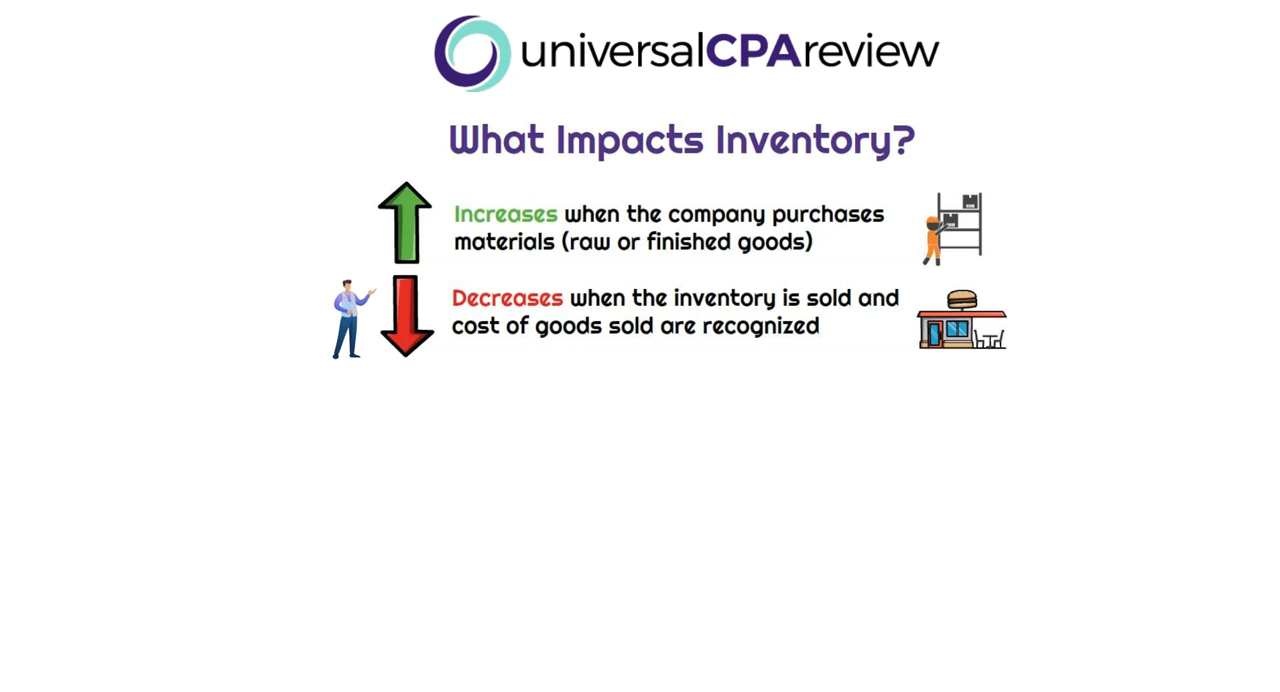 universalCPAreview
What Impacts Inventory?
Increases when the company purchases
materials (raw or finished goods)
Decreases when the inventory is sold and
cost of goods sold are recognized